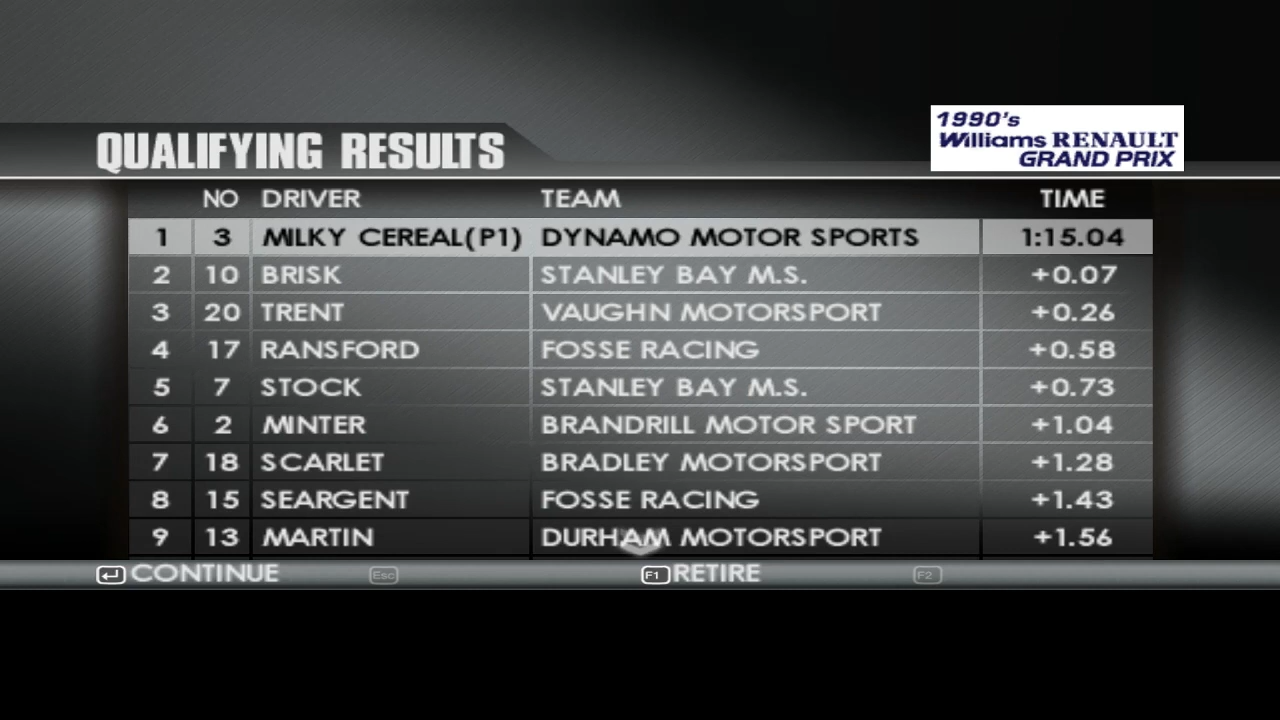 1990's
Williams RENAULT
GRAND PRIX
QUALIFYING RESULTS
NO DRIVER TEAM TIME
1 3 MILKY CEREAL(P1) DYNAMO MOTOR SPORTS 1:15.04
2 10 BRISK STANLEY BAY M.S. +0.07
3 20 TRENT VAUGHN MOTORSPORT +0.26
4 17 RANSFORD FOSSE RACING +0.58
5 7 STOCK STANLEY BAY M.S. +0.73
6 2 MINTER BRANDRILL MOTOR SPORT +1.04
7 18 SCARLET BRADLEY MOTORSPORT +1.28
8 15 SEARGENT FOSSE RACING +1.43
9 13 MARTIN DURHAM MOTORSPORT +1.56
CONTINUE Esc F1 RETIRE F2